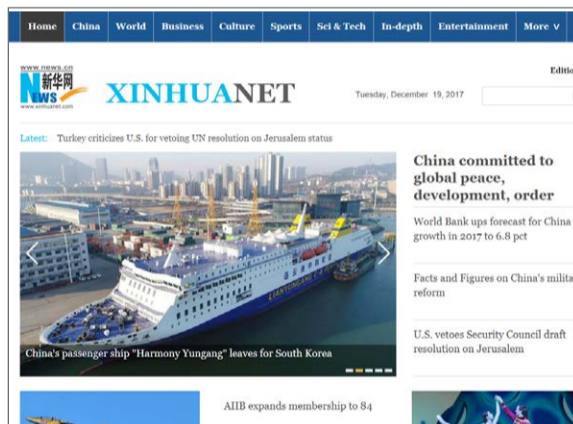 Home China World Business Culture Sports Sci & Tech In-depth Entertainment More v
www.news.cn
新华网
NEWS
www.xinhuanet.com
XINHUANET
Tuesday, December 19, 2017
Editio
Latest: Turkey criticizes U.S. for vetoing UN resolution on Jerusalem status
China's passenger ship "Harmony Yungang" leaves for South Korea
China committed to
global peace,
development, order
World Bank ups forecast for China
growth in 2017 to 6.8 pct
Facts and Figures on China's milita
reform
U.S. vetoes Security Council draft
resolution on Jerusalem
AIIB expands membership to 84